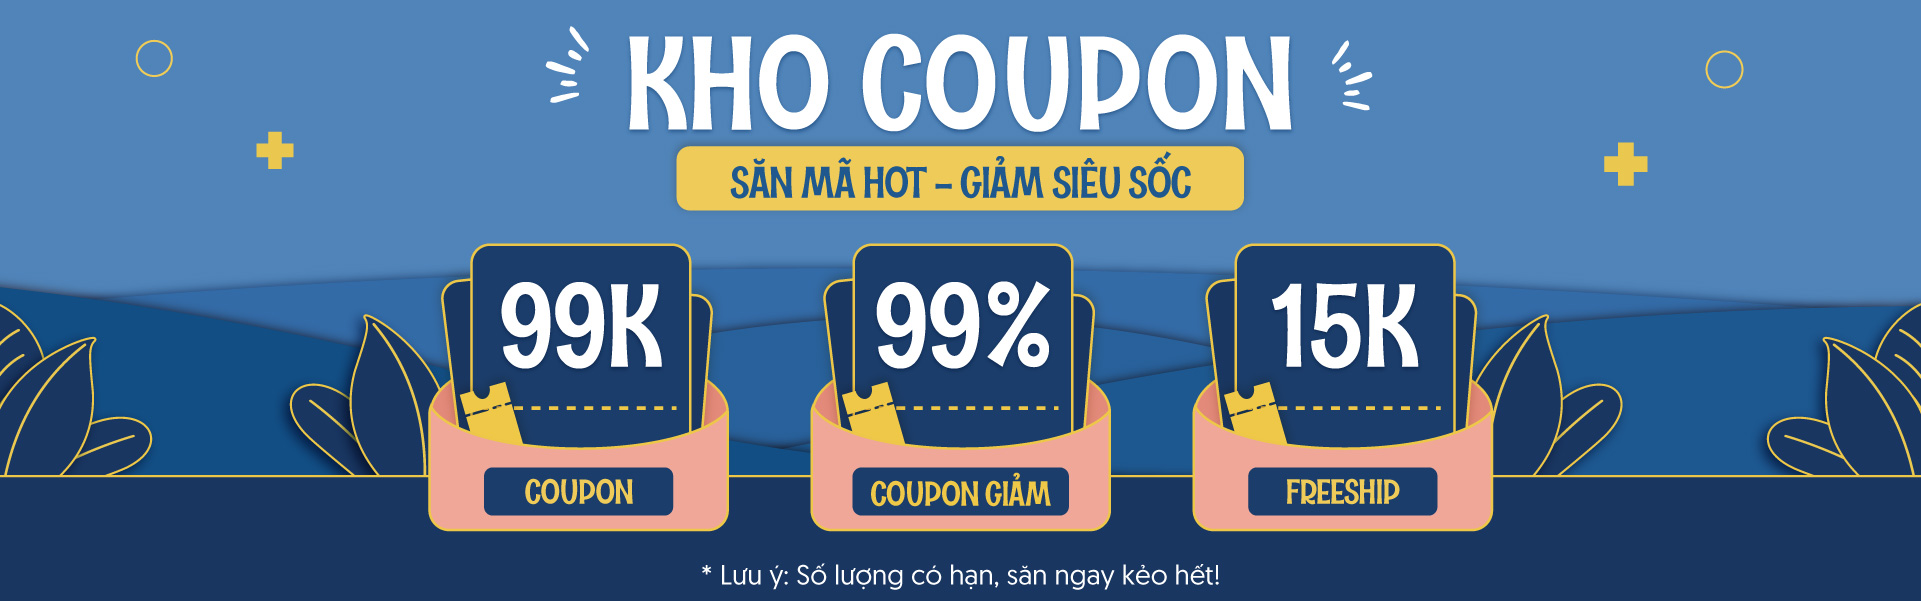 KHO COUPON
SĂN MÃ HOT – GIẢM SIÊU SỐC
99K
COUPON
99%
COUPON GIẢM
15K
FREESHIP
* Lưu ý: Số lượng có hạn, săn ngay kẻo hết!